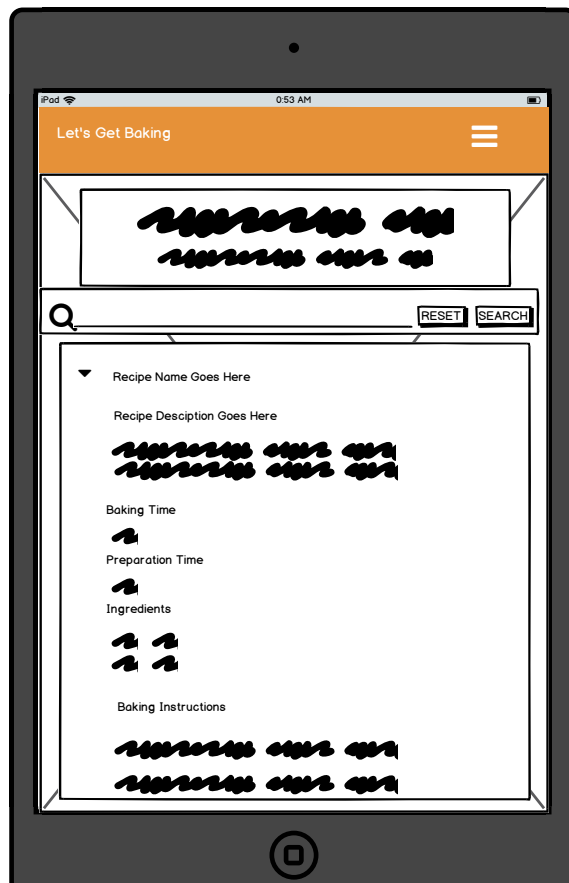 iPad 0:53 AM
Let's Get Baking
RESET SEARCH
Recipe Name Goes Here
Recipe Desciption Goes Here
Baking Time
Preparation Time
Ingredients
Baking Instructions